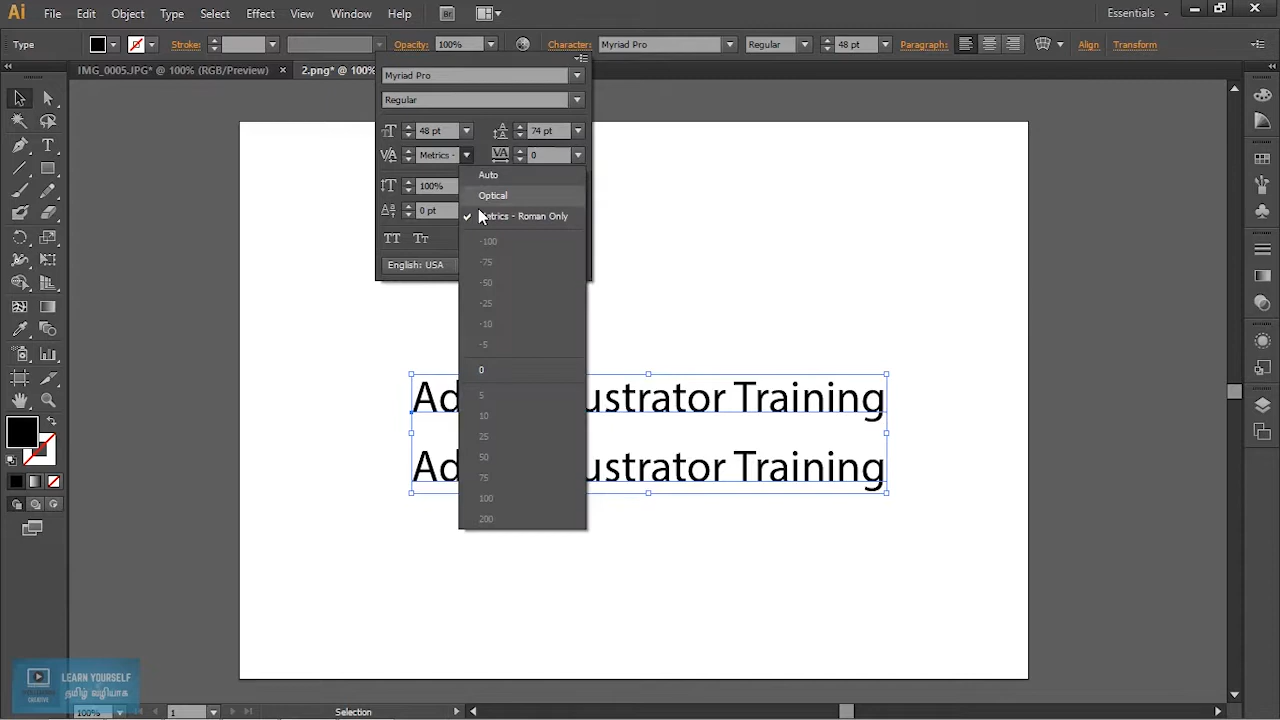 Ai File Edit Object Type Select Effect View Window Help Br Essentials
Type Stroke: Opacity: 100% Character: Myriad Pro Regular 48 pt Paragraph: Align Transform
IMG_0005.JPG* @ 100% (RGB/Preview) 2.png* @ 100%
Myriad Pro
Regular
48 pt 74 pt
Metrics - 0
Auto
100%
Optical
0 pt
Metrics - Roman Only
-100
-75
English: USA
-50
-25
-10
-5
0
5
10
25
50
75
100
200
Ad ustrator Training
Ad ustrator Training
LEARN YOURSELF
தமிழ் வழியாக
CREATIVE
100% 1 Selection